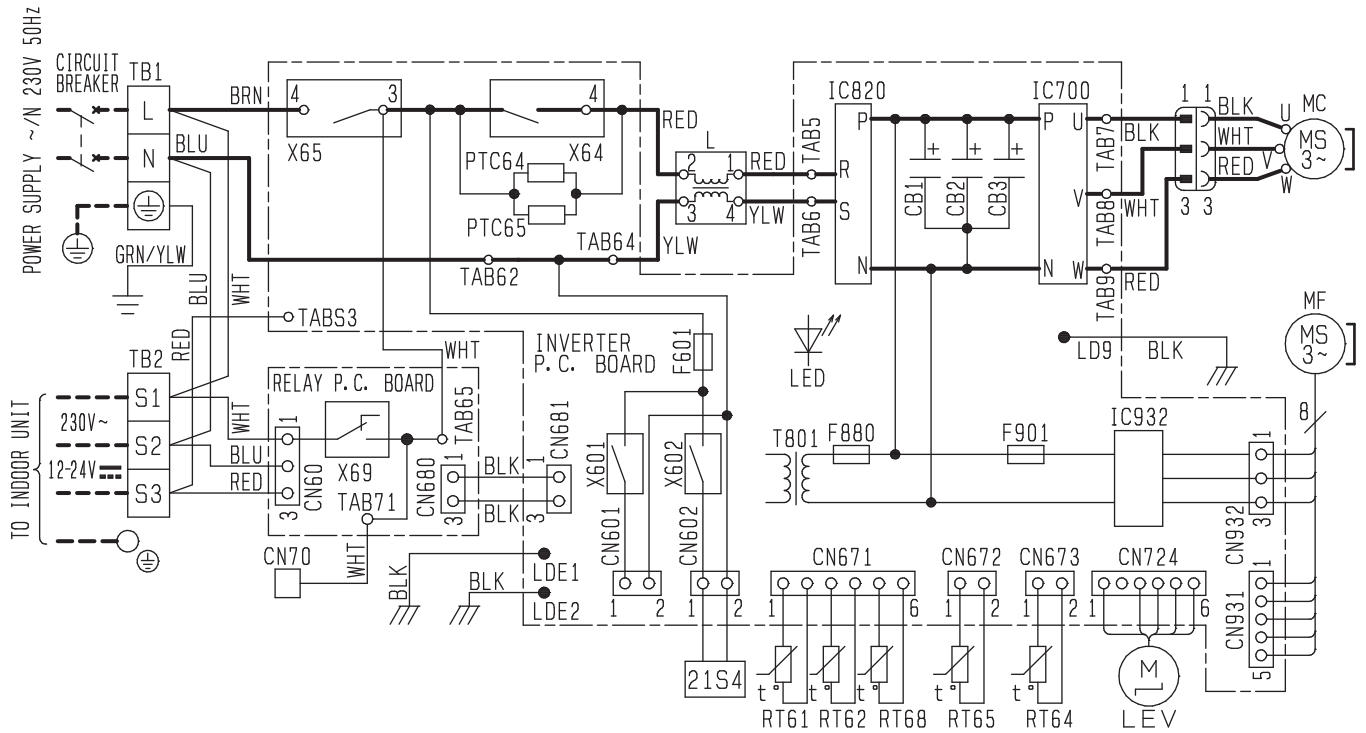 POWER SUPPLY ~/N 230V 50Hz
CIRCUIT
BREAKER
TB1
L
N
BRN
BLU
GRN/YLW
BLU
WHT
RED
4
3
X65
4
X64
PTC64
PTC65
TAB62
TAB64
TABS3
RED
YLW
L
2
1
3
4
RED
YLW
TAB5
TAB6
IC820
P
R
S
N
+
+
+
CB1
CB2
CB3
IC700
P
U
V
N
W
TAB7
TAB8
TAB9
BLK
WHT
RED
1
1
3
3
BLK
WHT
RED
U
V
W
MC
MS
3~
MF
MS
3~
8
LED
LD9
BLK
INVERTER
P.C. BOARD
TO INDOOR UNIT
230V~
12-24V
TB2
S1
S2
S3
WHT
BLU
RED
RELAY P.C. BOARD
1
3
CN60
X69
TAB71
TAB65
WHT
CN680
1
3
BLK
BLK
CN681
1
3
CN70
WHT
BLK
BLK
LDE1
LDE2
F601
X601
X602
CN601
CN602
1
2
1
2
21S4
T801
F880
F901
IC932
1
3
CN932
CN931
1
5
CN671
1
6
CN672
1
2
CN673
1
2
CN724
1
6
t°
RT61
t°
RT62
t°
RT68
t°
RT65
t°
RT64
M
LEV